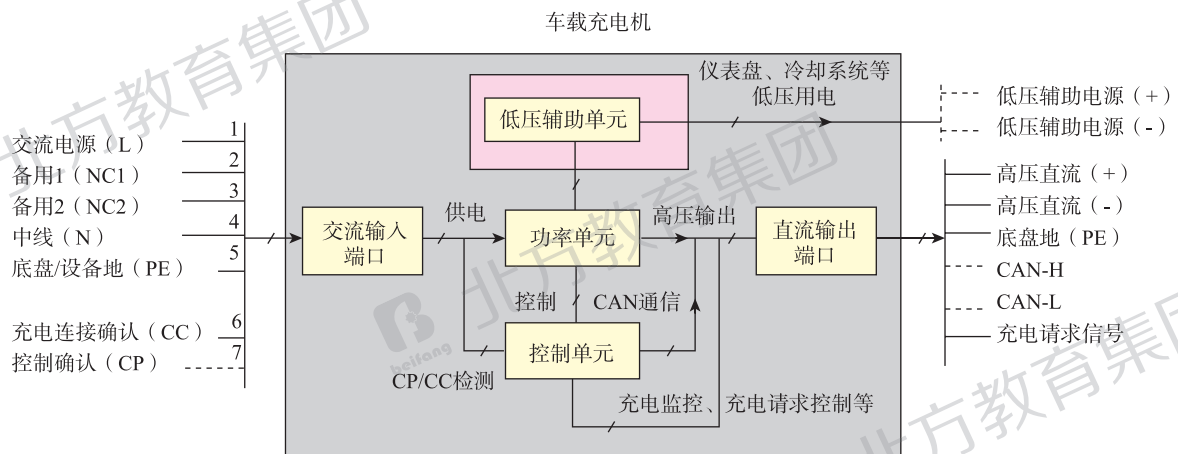 车载充电机
仪表盘、冷却系统等
低压用电
低压辅助单元
低压辅助电源（+）
低压辅助电源（-）
1
交流电源（L）
2
备用1（NC1）
3
备用2（NC2）
4
中线（N）
5
底盘/设备地（PE）
6
充电连接确认（CC）
7
控制确认（CP）
交流输入
端口
供电
功率单元
高压输出
直流输出
端口
高压直流（+）
高压直流（-）
底盘地（PE）
CAN-H
CAN-L
充电请求信号
控制
CAN通信
控制单元
CP/CC检测
充电监控、充电请求控制等
北方教育集团
北方教育集团
beifang
北方教育集团